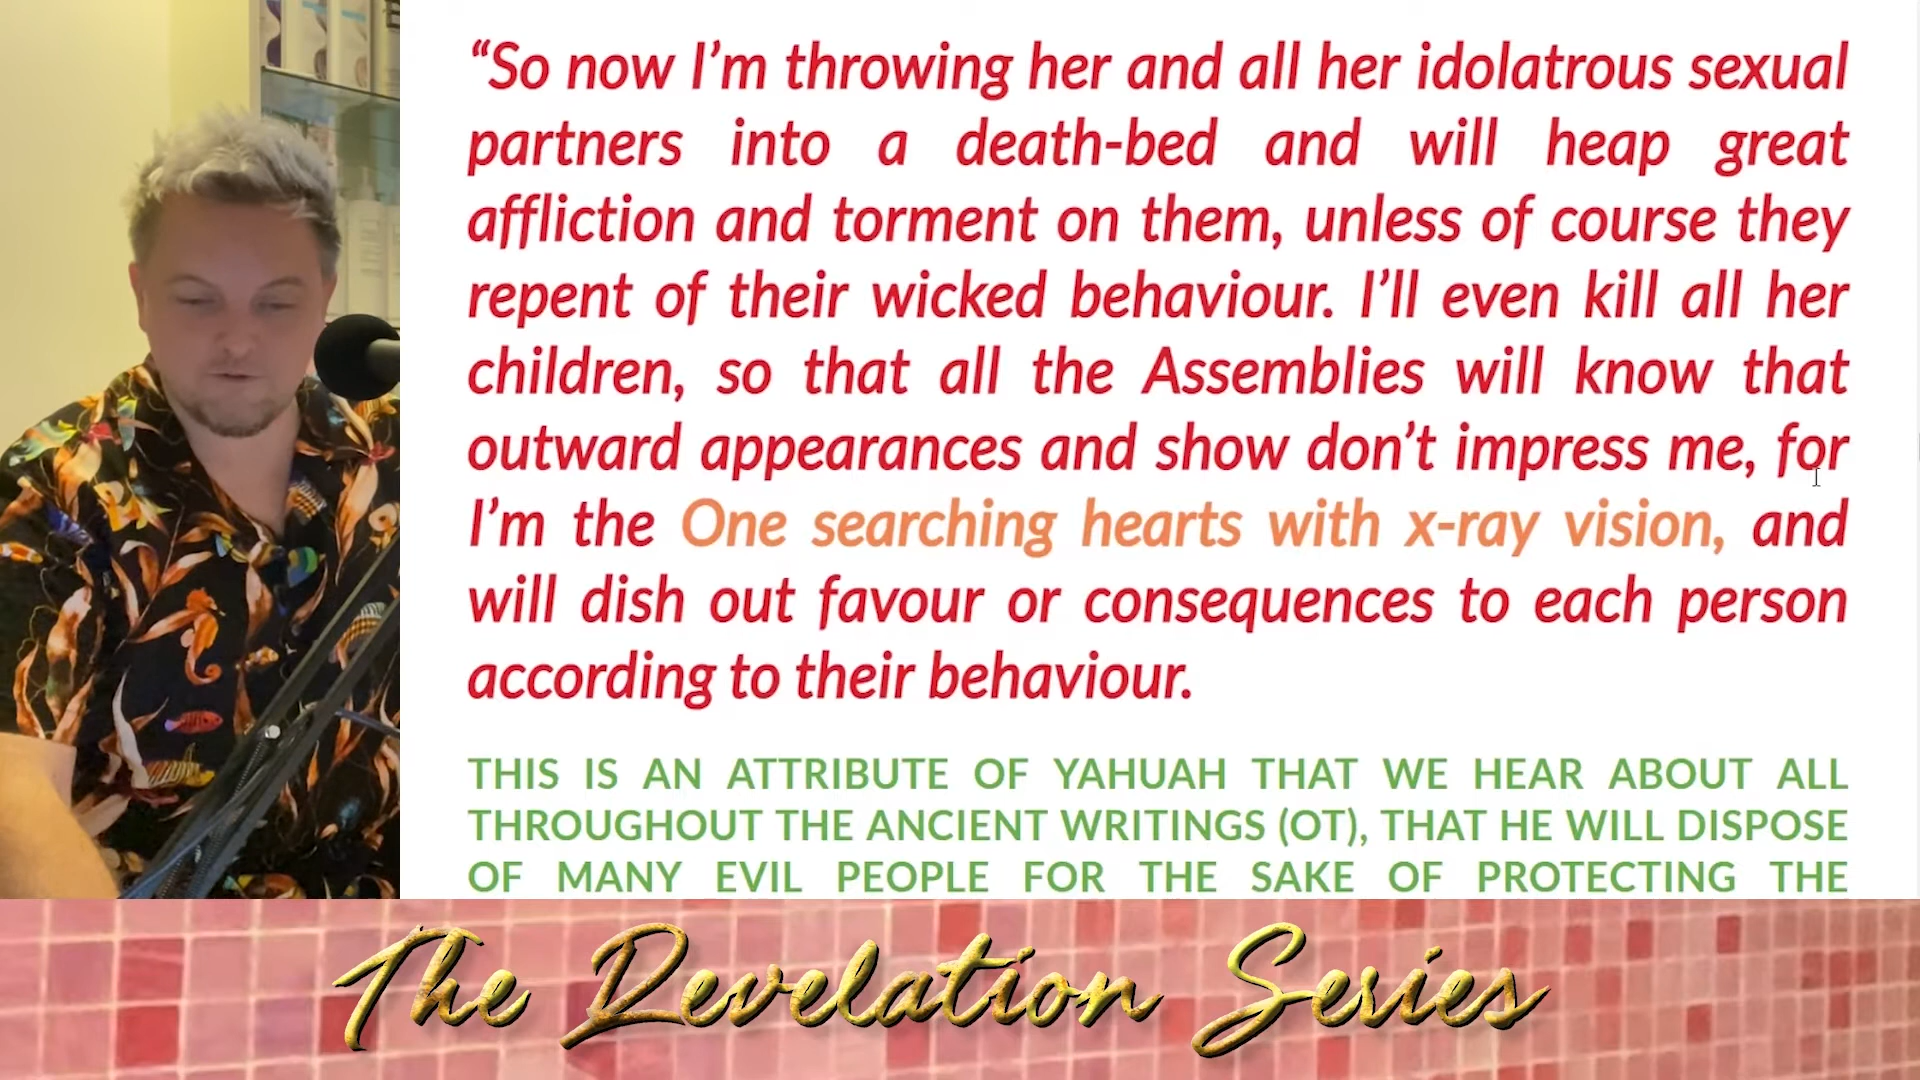 “So now I’m throwing her and all her idolatrous sexual
partners into a death-bed and will heap great
affliction and torment on them, unless of course they
repent of their wicked behaviour. I’ll even kill all her
children, so that all the Assemblies will know that
outward appearances and show don’t impress me, for
I’m the One searching hearts with x-ray vision, and
will dish out favour or consequences to each person
according to their behaviour.
THIS IS AN ATTRIBUTE OF YAHUAH THAT WE HEAR ABOUT ALL
THROUGHOUT THE ANCIENT WRITINGS (OT), THAT HE WILL DISPOSE
OF MANY EVIL PEOPLE FOR THE SAKE OF PROTECTING THE
The Revelation Series